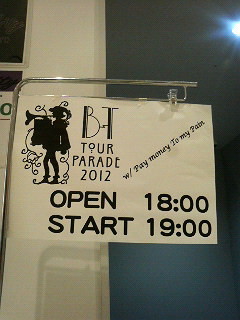 B-T
TOUR
PARADE
2012
w/ Pay money To my Pain
OPEN 18:00
START 19:00